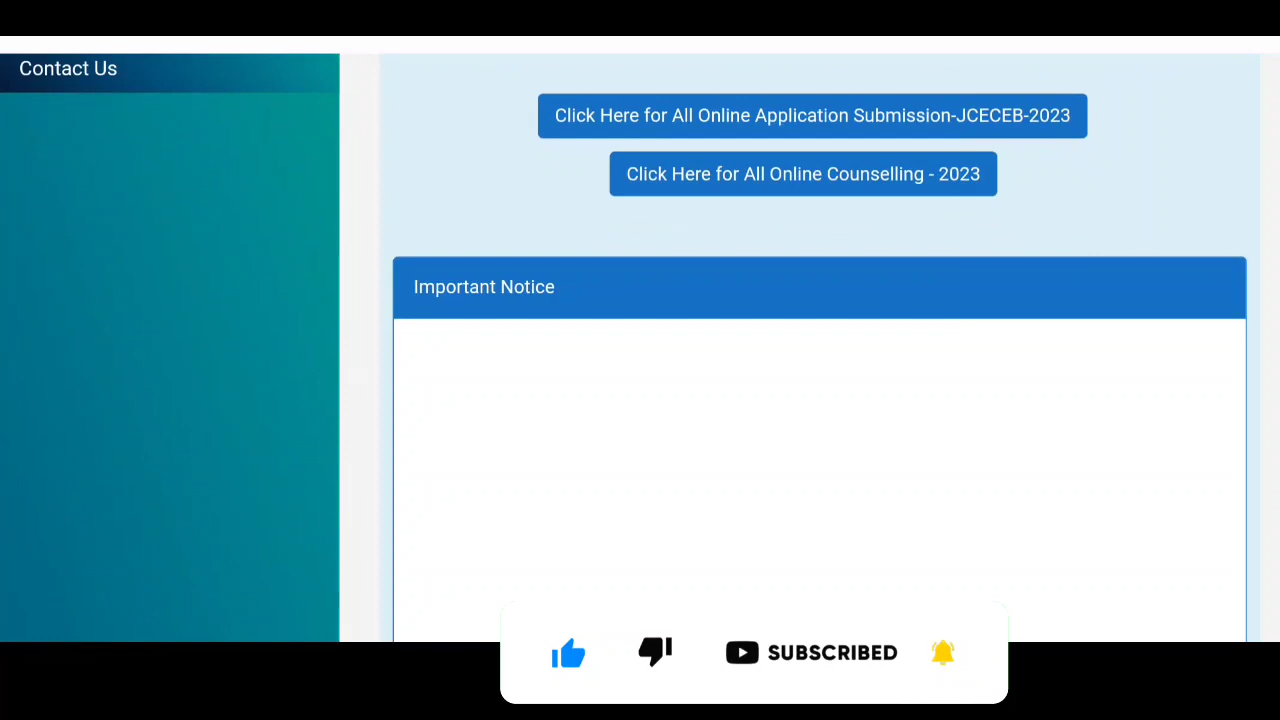 Contact Us
Click Here for All Online Application Submission-JCECEB-2023
Click Here for All Online Counselling - 2023
Important Notice
SUBSCRIBED